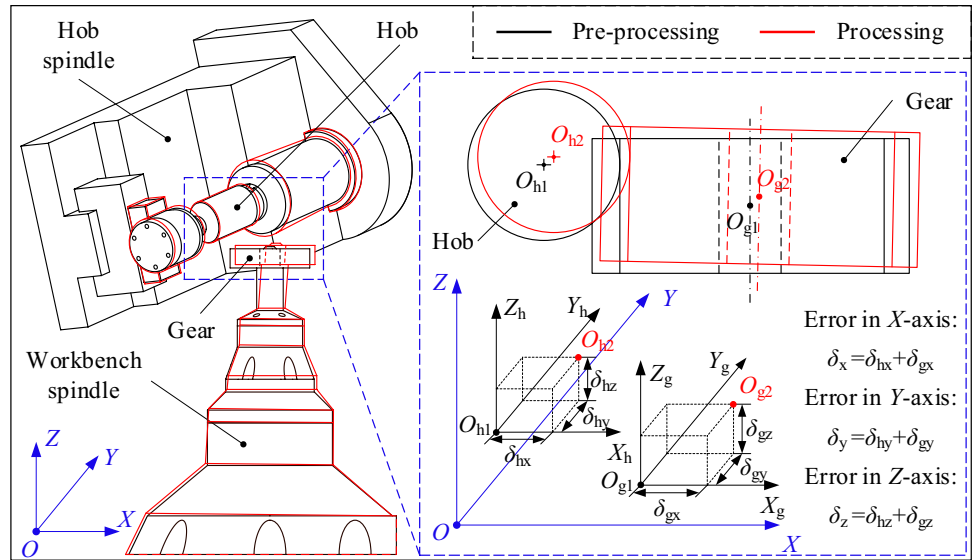 Hob
spindle
Hob
Pre-processing
Processing
Gear
O_h2
O_h1
O_g2
O_g1
Hob
Gear
Workbench
spindle
Z
Y
X
O
Z
Y
X
O
Z_h
Y_h
X_h
O_h1
O_h2
δ_hx
δ_hy
δ_hz
Z_g
Y_g
X_g
O_g1
O_g2
δ_gx
δ_gy
δ_gz
Error in X-axis:
δ_x=δ_hx+δ_gx
Error in Y-axis:
δ_y=δ_hy+δ_gy
Error in Z-axis:
δ_z=δ_hz+δ_gz